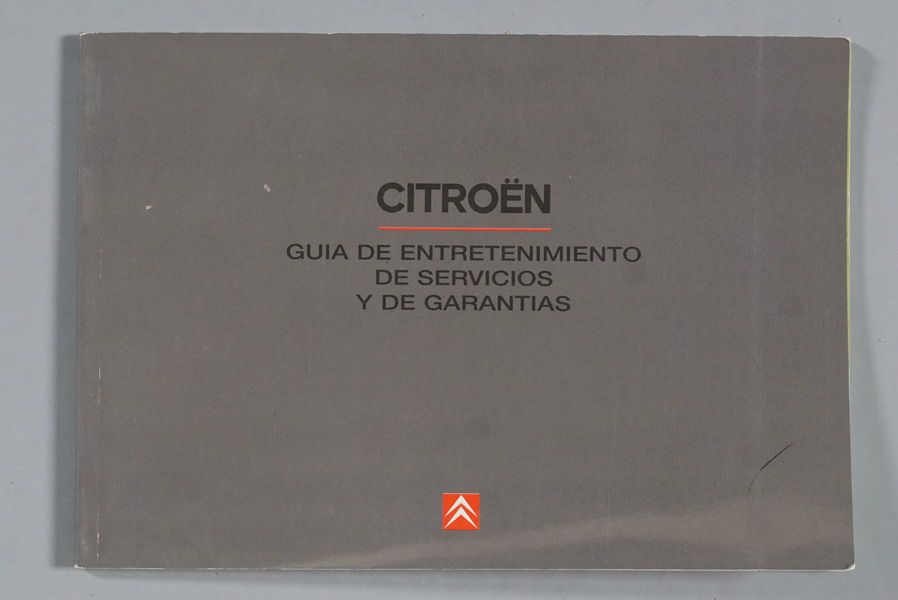 CITROËN
GUIA DE ENTRETENIMIENTO
DE SERVICIOS
Y DE GARANTIAS